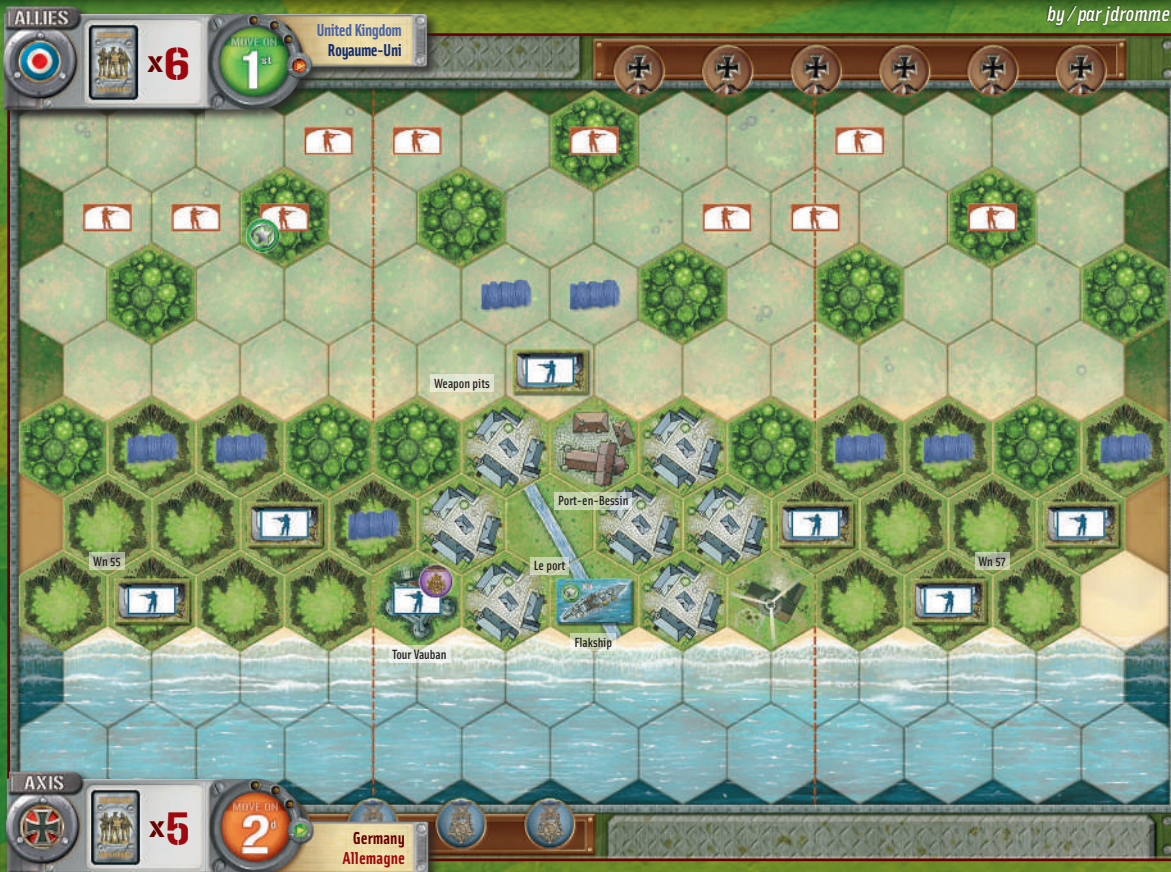 ALLIES
x6
MOVE ON
1st
United Kingdom
Royaume-Uni
by / par jdromme
Weapon pits
Port-en-Bessin
Wn 55
Wn 57
Le port
Flakship
Tour Vauban
AXIS
x5
MOVE ON
2d
Germany
Allemagne